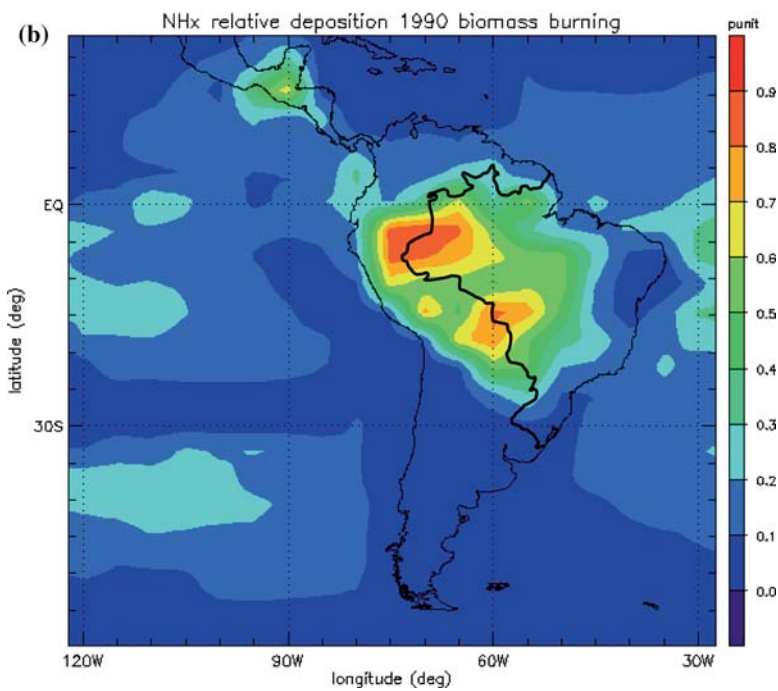 (b)
NHx relative deposition 1990 biomass burning
punit
0.9
0.8
0.7
0.6
0.5
0.4
0.3
0.2
0.1
0.0
EQ
30S
latitude (deg)
120W 90W 60W 30W
longitude (deg)